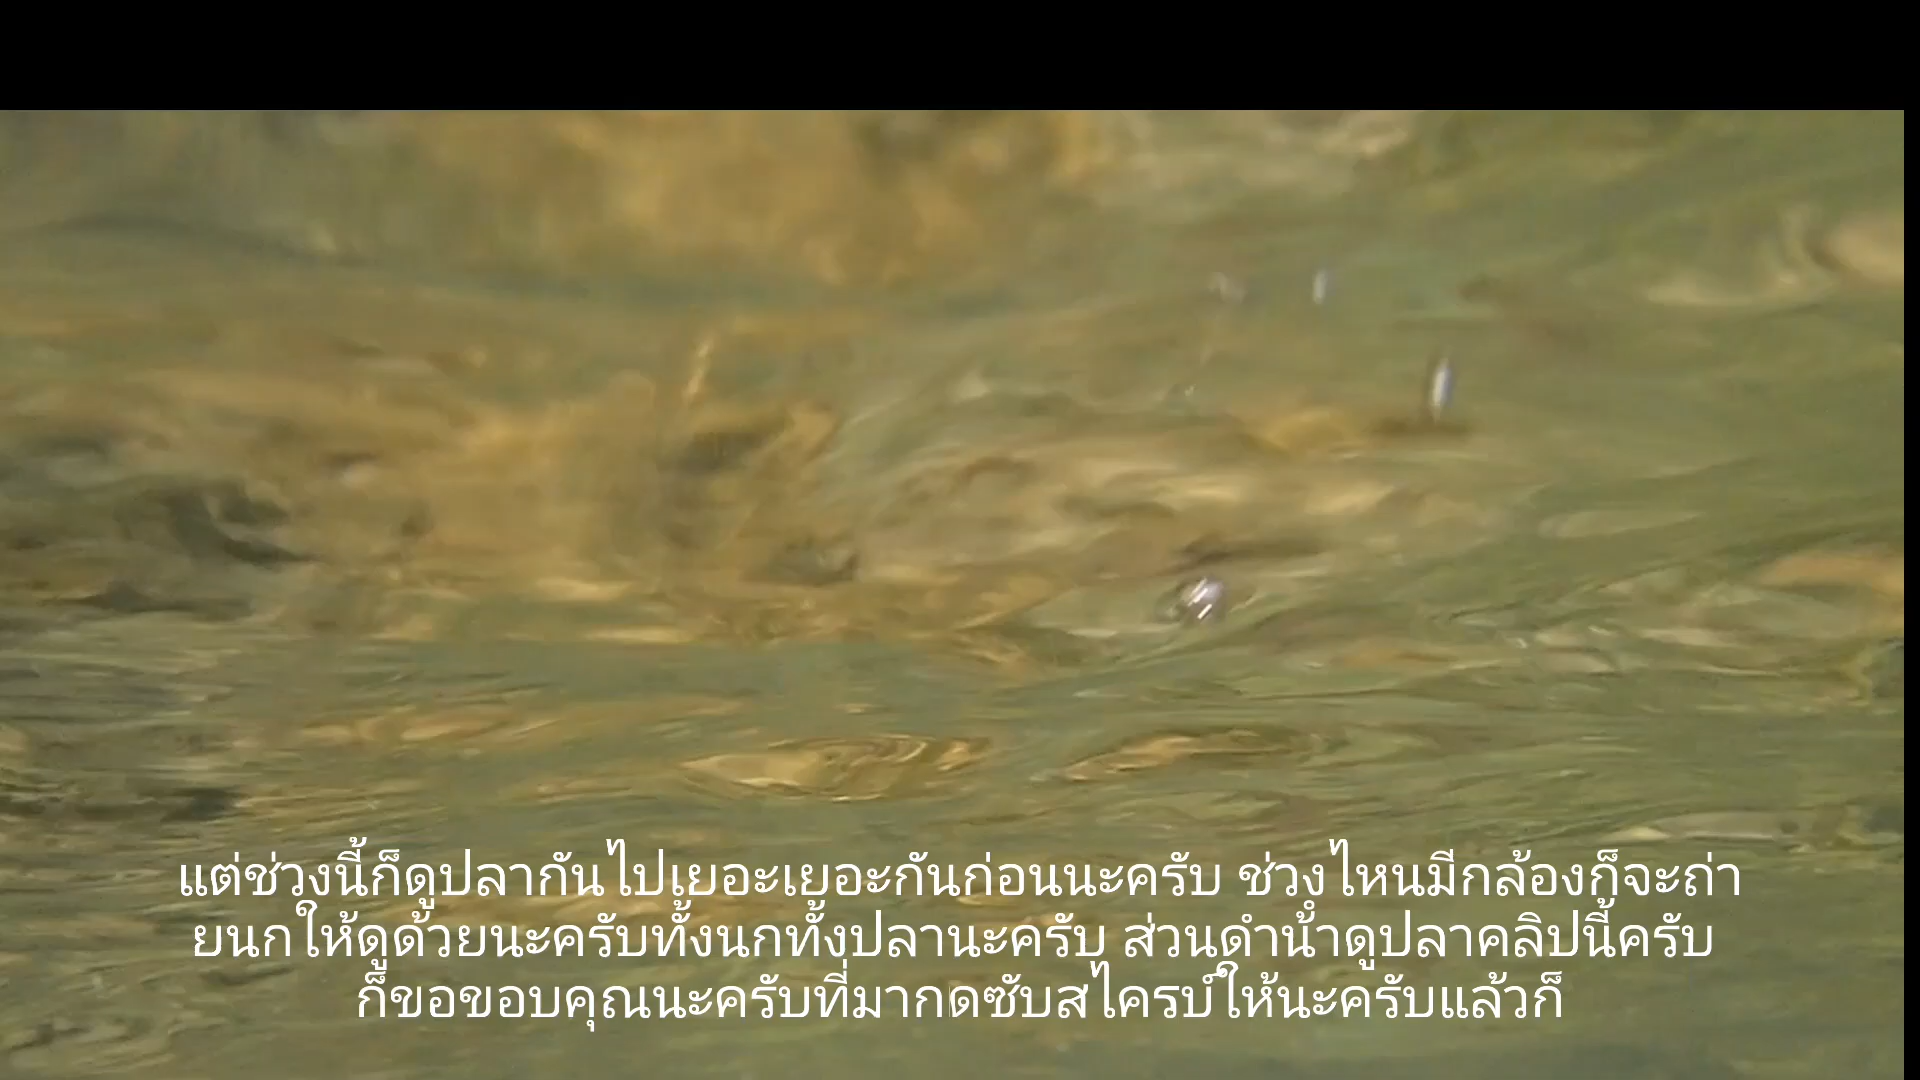 แต่ช่วงนี้ก็ดูปลากันไปเยอะเยอะกันก่อนนะครับ ช่วงไหนมีกล้องก็จะถ่า
ยนกให้ดูด้วยนะครับทั้งนกทั้งปลานะครับ ส่วนดำน้ำดูปลาคลิปนี้ครับ
ก็ขอขอบคุณนะครับที่มากดซับสไครบ์ให้นะครับแล้วก็